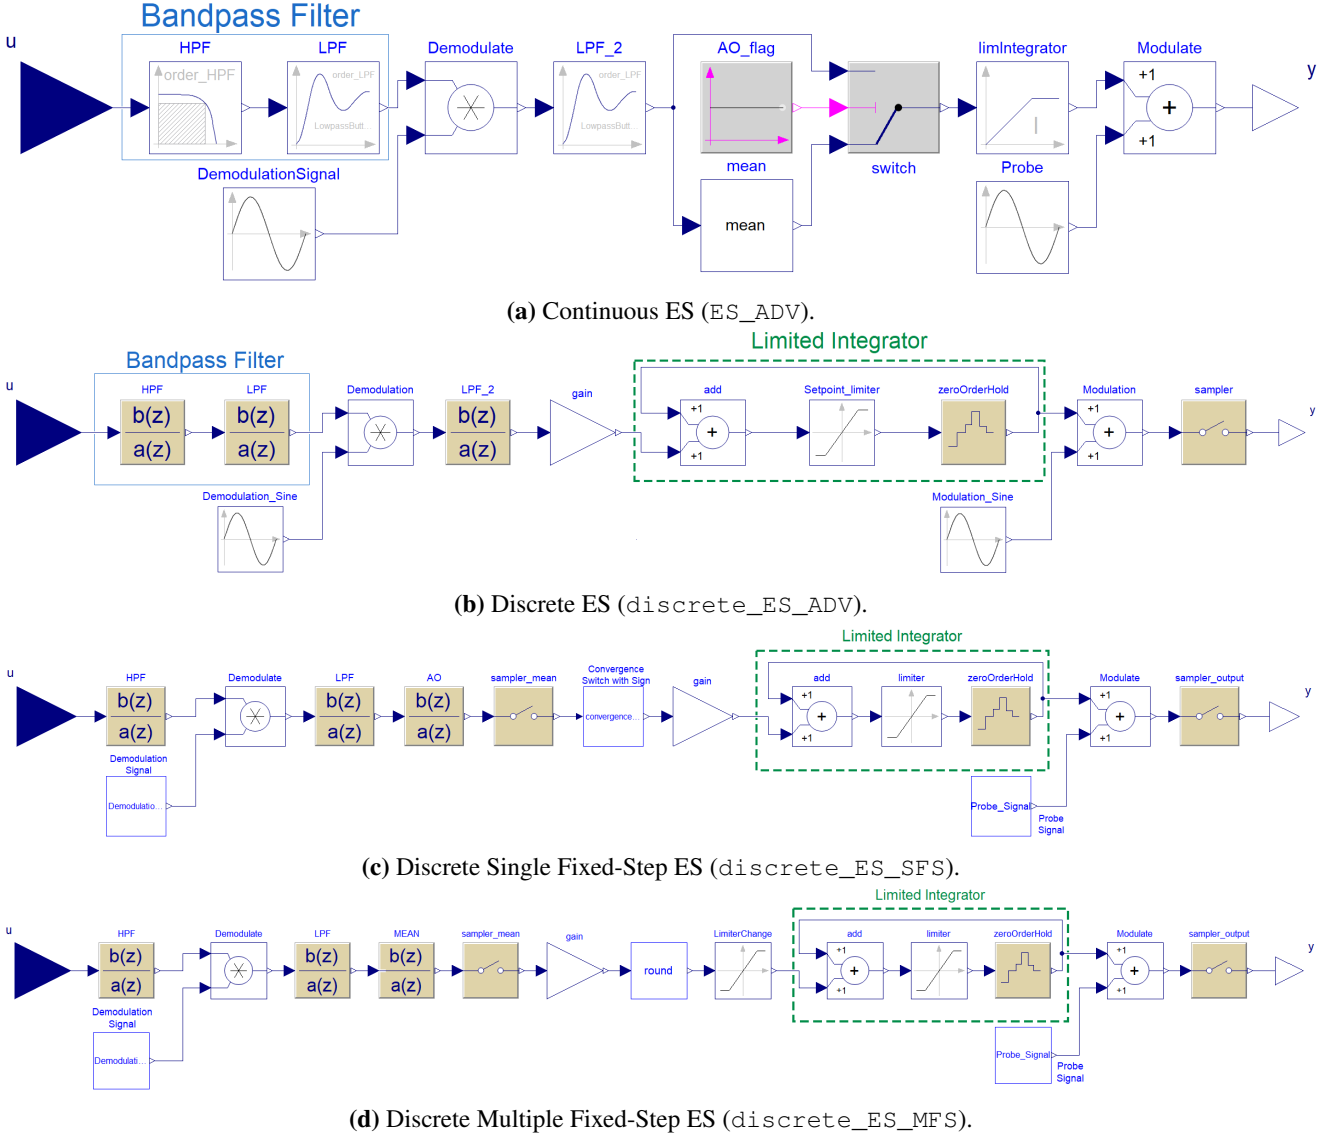 Bandpass Filter
u
HPF
LPF
Demodulate
LPF_2
AO_flag
limIntegrator
Modulate
y
order_HPF
order_LPF
LowpassButt...
LowpassButt...
+1
+
+1
I
DemodulationSignal
mean
switch
Probe
mean
(a) Continuous ES (ES_ADV).
Limited Integrator
Bandpass Filter
u
HPF
LPF
Demodulation
LPF_2
gain
add
Setpoint_limiter
zeroOrderHold
Modulation
sampler
y
b(z)
a(z)
b(z)
a(z)
b(z)
a(z)
+1
+
+1
+1
+
+1
Demodulation_Sine
Modulation_Sine
(b) Discrete ES (discrete_ES_ADV).
Limited Integrator
u
HPF
Demodulate
LPF
AO
sampler_mean
Convergence
Switch with Sign
gain
add
limiter
zeroOrderHold
Modulate
sampler_output
y
b(z)
a(z)
b(z)
a(z)
b(z)
a(z)
convergence...
+1
+
+1
+1
+
+1
Demodulation
Signal
Demodulatio...
Probe_Signal
Probe
Signal
(c) Discrete Single Fixed-Step ES (discrete_ES_SFS).
Limited Integrator
u
HPF
Demodulate
LPF
MEAN
sampler_mean
gain
LimiterChange
add
limiter
zeroOrderHold
Modulate
sampler_output
y
b(z)
a(z)
b(z)
a(z)
b(z)
a(z)
round
+1
+
+1
+1
+
+1
Demodulation
Signal
Demodulati...
Probe_Signal
Probe
Signal
(d) Discrete Multiple Fixed-Step ES (discrete_ES_MFS).